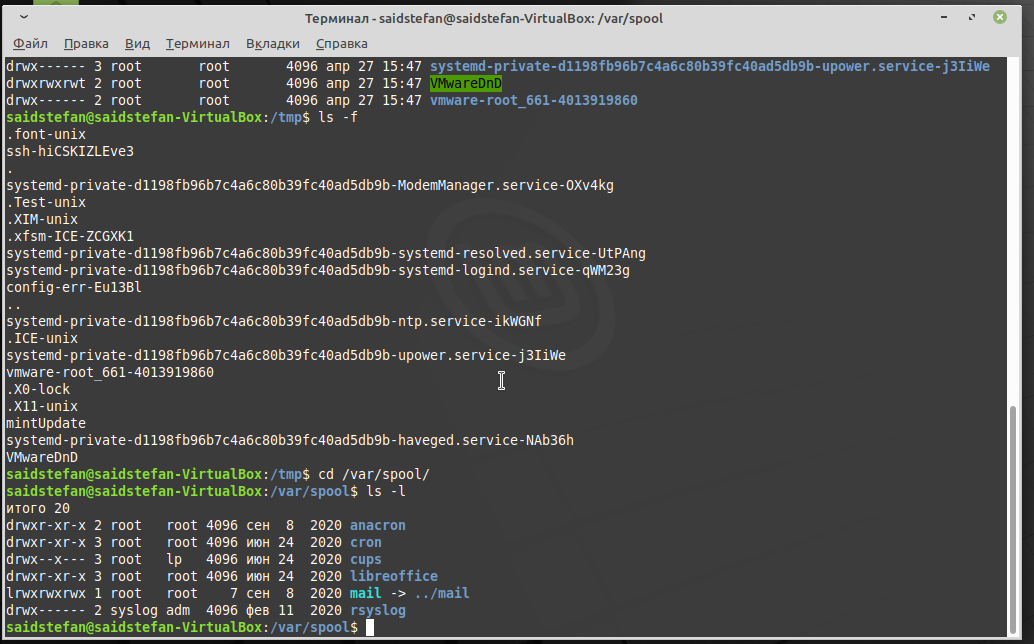 Терминал - saidstefan@saidstefan-VirtualBox: /var/spool
Файл Правка Вид Терминал Вкладки Справка
drwx------ 3 root       root       4096 апр 27 15:47 systemd-private-d1198fb96b7c4a6c80b39fc40ad5db9b-upower.service-j3IiWe
drwxrwxrwt 2 root       root       4096 апр 27 15:47 VMwareDnD
drwx------ 2 root       root       4096 апр 27 15:47 vmware-root_661-4013919860
saidstefan@saidstefan-VirtualBox:/tmp$ ls -f
.font-unix
ssh-hiCSKIZLEve3
.
systemd-private-d1198fb96b7c4a6c80b39fc40ad5db9b-ModemManager.service-OXv4kg
.Test-unix
.XIM-unix
.xfsm-ICE-ZCGXK1
systemd-private-d1198fb96b7c4a6c80b39fc40ad5db9b-systemd-resolved.service-UtPAng
systemd-private-d1198fb96b7c4a6c80b39fc40ad5db9b-systemd-logind.service-qWM23g
config-err-Eu13Bl
..
systemd-private-d1198fb96b7c4a6c80b39fc40ad5db9b-ntp.service-ikWGNf
.ICE-unix
systemd-private-d1198fb96b7c4a6c80b39fc40ad5db9b-upower.service-j3IiWe
vmware-root_661-4013919860
.X0-lock
.X11-unix
mintUpdate
systemd-private-d1198fb96b7c4a6c80b39fc40ad5db9b-haveged.service-NAb36h
VMwareDnD
saidstefan@saidstefan-VirtualBox:/tmp$ cd /var/spool/
saidstefan@saidstefan-VirtualBox:/var/spool$ ls -l
итого 20
drwxr-xr-x 2 root   root 4096 сен  8  2020 anacron
drwxr-xr-x 3 root   root 4096 июн 24  2020 cron
drwx--x--- 3 root   lp   4096 июн 24  2020 cups
drwxr-xr-x 3 root   root 4096 июн 24  2020 libreoffice
lrwxrwxrwx 1 root   root    7 сен  8  2020 mail -> ../mail
drwx------ 2 syslog adm  4096 фев 11  2020 rsyslog
saidstefan@saidstefan-VirtualBox:/var/spool$